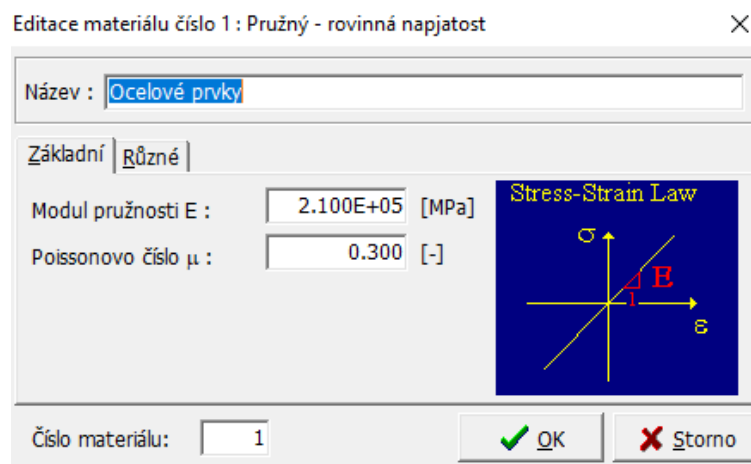 Editace materiálu číslo 1 : Pružný - rovinná napjatost
Název : Ocelové prvky
Základní Různé
Modul pružnosti E : 2.100E+05 [MPa]
Poissonovo číslo μ : 0.300 [-]
Stress-Strain Law
σ
E
1
ε
Číslo materiálu: 1
OK
Storno